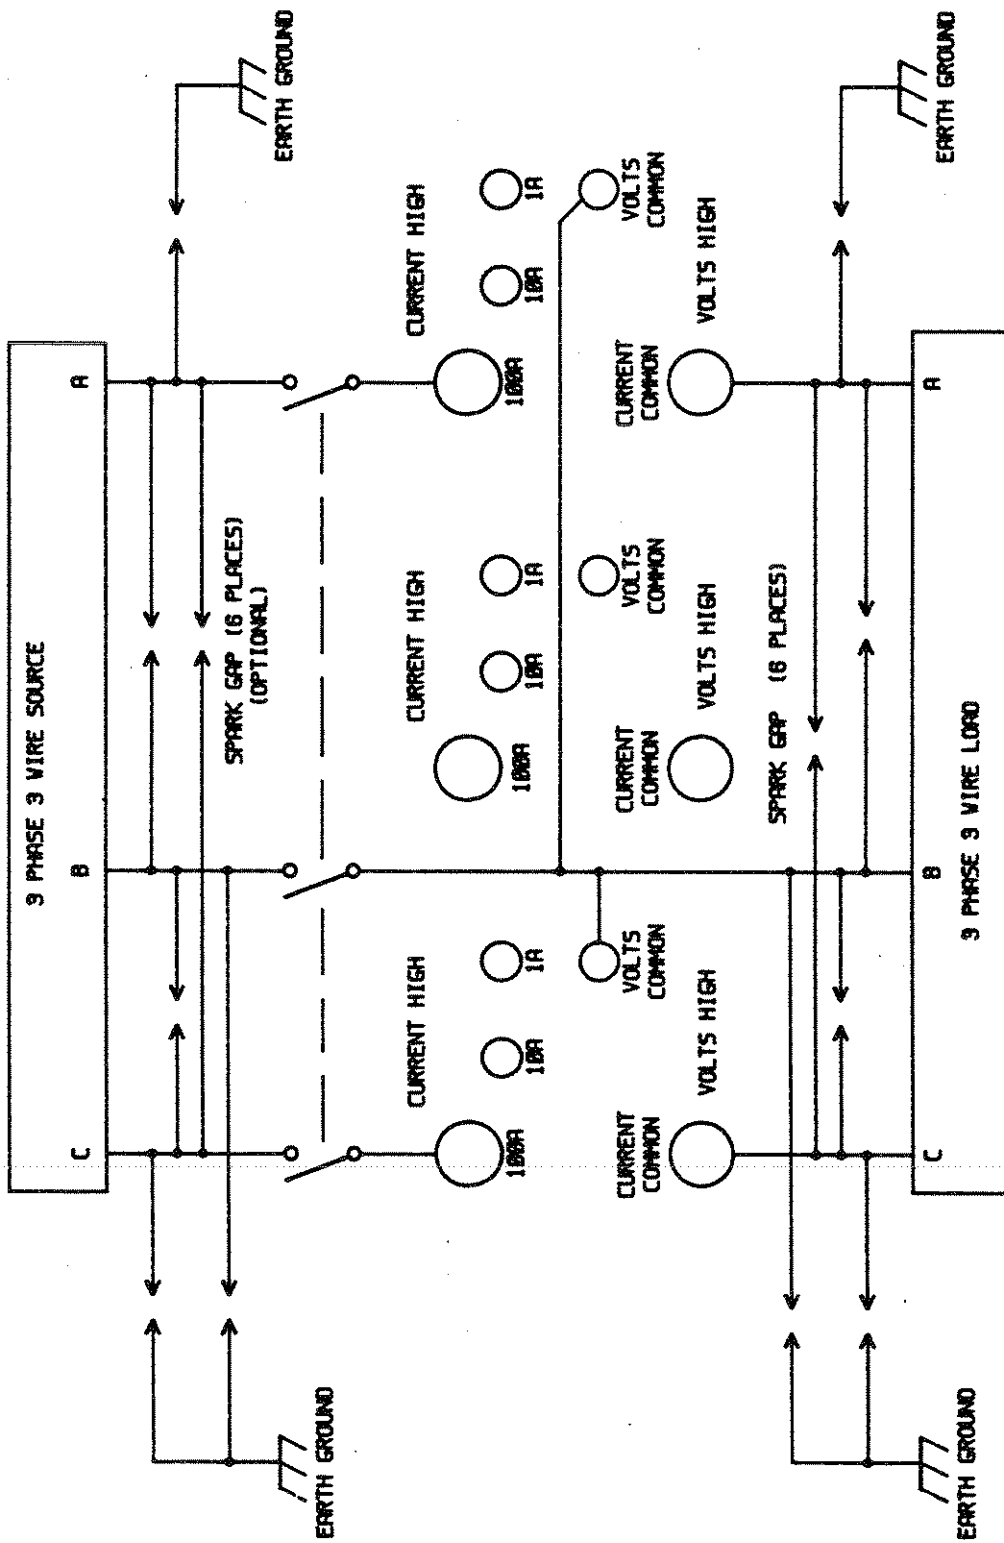 3 PHASE 3 WIRE SOURCE
C
B
A
SPARK GAP (6 PLACES)
(OPTIONAL)
EARTH GROUND
EARTH GROUND
CURRENT HIGH
CURRENT HIGH
CURRENT HIGH
100A
10A
1A
100A
10A
1A
100A
10A
1A
CURRENT
COMMON
VOLTS
COMMON
CURRENT
COMMON
VOLTS
COMMON
CURRENT
COMMON
VOLTS
COMMON
VOLTS HIGH
VOLTS HIGH
VOLTS HIGH
SPARK GAP (6 PLACES)
C
B
A
EARTH GROUND
EARTH GROUND
3 PHASE 3 WIRE LOAD